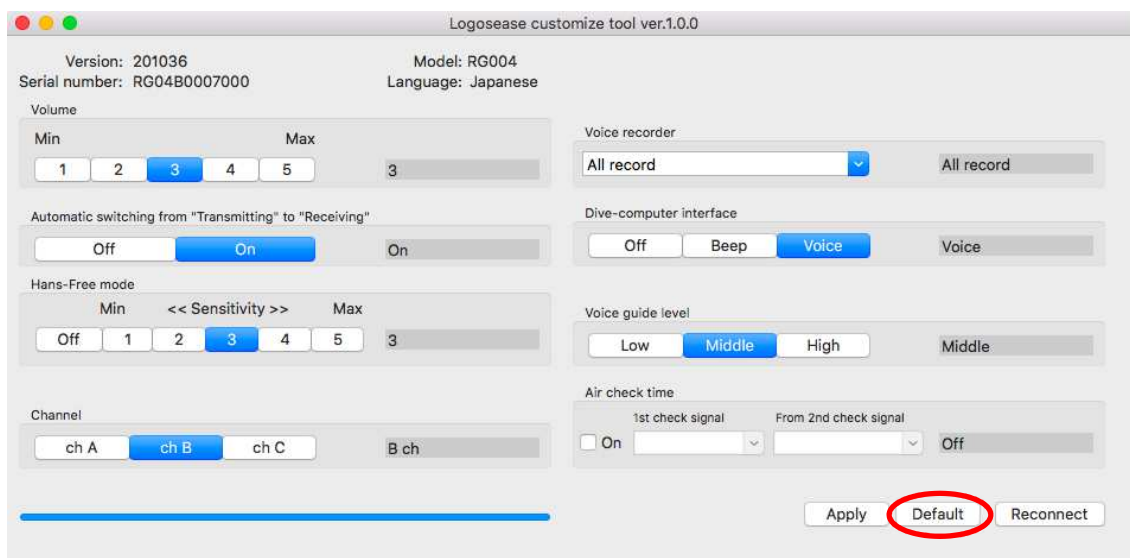 Logosease customize tool ver.1.0.0
Version: 201036
Model: RG004
Serial number: RG04B0007000
Language: Japanese
Volume
Min Max
1 2 3 4 5
3
Automatic switching from "Transmitting" to "Receiving"
Off On
On
Hans-Free mode
Min << Sensitivity >> Max
Off 1 2 3 4 5
3
Channel
ch A ch B ch C
B ch
Voice recorder
All record
All record
Dive-computer interface
Off Beep Voice
Voice
Voice guide level
Low Middle High
Middle
Air check time
1st check signal From 2nd check signal
On
Off
Apply Default Reconnect